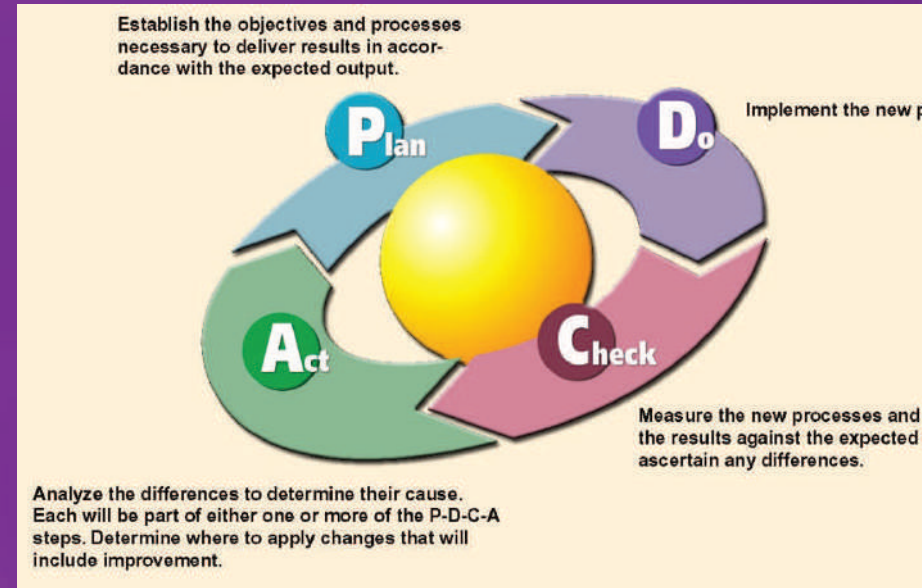 Establish the objectives and processes
necessary to deliver results in accor-
dance with the expected output.
Plan
Do
Implement the new
Act
Check
Measure the new processes and
the results against the expected
ascertain any differences.
Analyze the differences to determine their cause.
Each will be part of either one or more of the P-D-C-A
steps. Determine where to apply changes that will
include improvement.